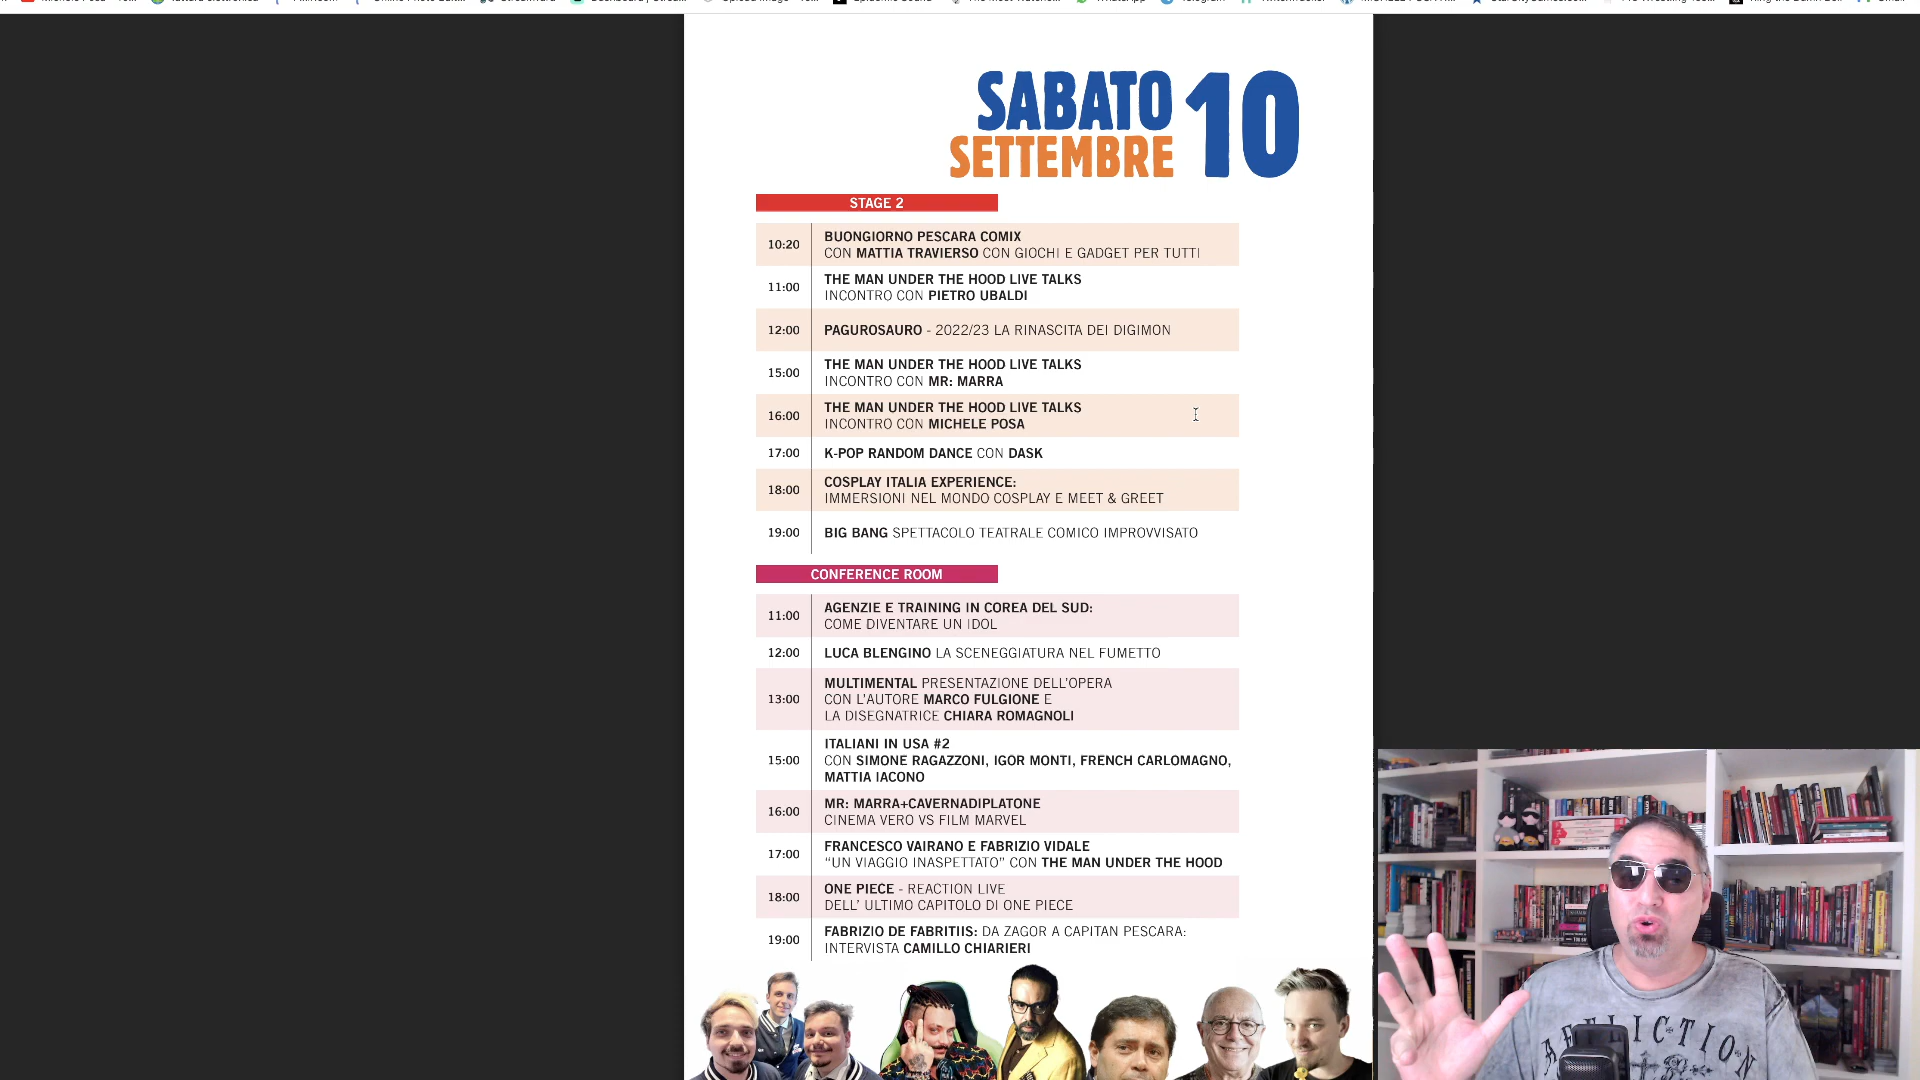 SABATO
SETTEMBRE
10
STAGE 2
10:20
BUONGIORNO PESCARA COMIX
CON MATTIA TRAVIERSO CON GIOCHI E GADGET PER TUTTI
11:00
THE MAN UNDER THE HOOD LIVE TALKS
INCONTRO CON PIETRO UBALDI
12:00
PAGUROSAURO - 2022/23 LA RINASCITA DEI DIGIMON
15:00
THE MAN UNDER THE HOOD LIVE TALKS
INCONTRO CON MR: MARRA
16:00
THE MAN UNDER THE HOOD LIVE TALKS
INCONTRO CON MICHELE POSA
17:00
K-POP RANDOM DANCE CON DASK
18:00
COSPLAY ITALIA EXPERIENCE:
IMMERSIONI NEL MONDO COSPLAY E MEET & GREET
19:00
BIG BANG SPETTACOLO TEATRALE COMICO IMPROVVISATO
CONFERENCE ROOM
11:00
AGENZIE E TRAINING IN COREA DEL SUD:
COME DIVENTARE UN IDOL
12:00
LUCA BLENGINO LA SCENEGGIATURA NEL FUMETTO
13:00
MULTIMENTAL PRESENTAZIONE DELL'OPERA
CON L'AUTORE MARCO FULGIONE E
LA DISEGNATRICE CHIARA ROMAGNOLI
15:00
ITALIANI IN USA #2
CON SIMONE RAGAZZONI, IGOR MONTI, FRENCH CARLOMAGNO,
MATTIA IACONO
16:00
MR: MARRA+CAVERNADIPLATONE
CINEMA VERO VS FILM MARVEL
17:00
FRANCESCO VAIRANO E FABRIZIO VIDALE
“UN VIAGGIO INASPETTATO” CON THE MAN UNDER THE HOOD
18:00
ONE PIECE - REACTION LIVE
DELL' ULTIMO CAPITOLO DI ONE PIECE
19:00
FABRIZIO DE FABRITIIS: DA ZAGOR A CAPITAN PESCARA:
INTERVISTA CAMILLO CHIARIERI
AFFLICTION